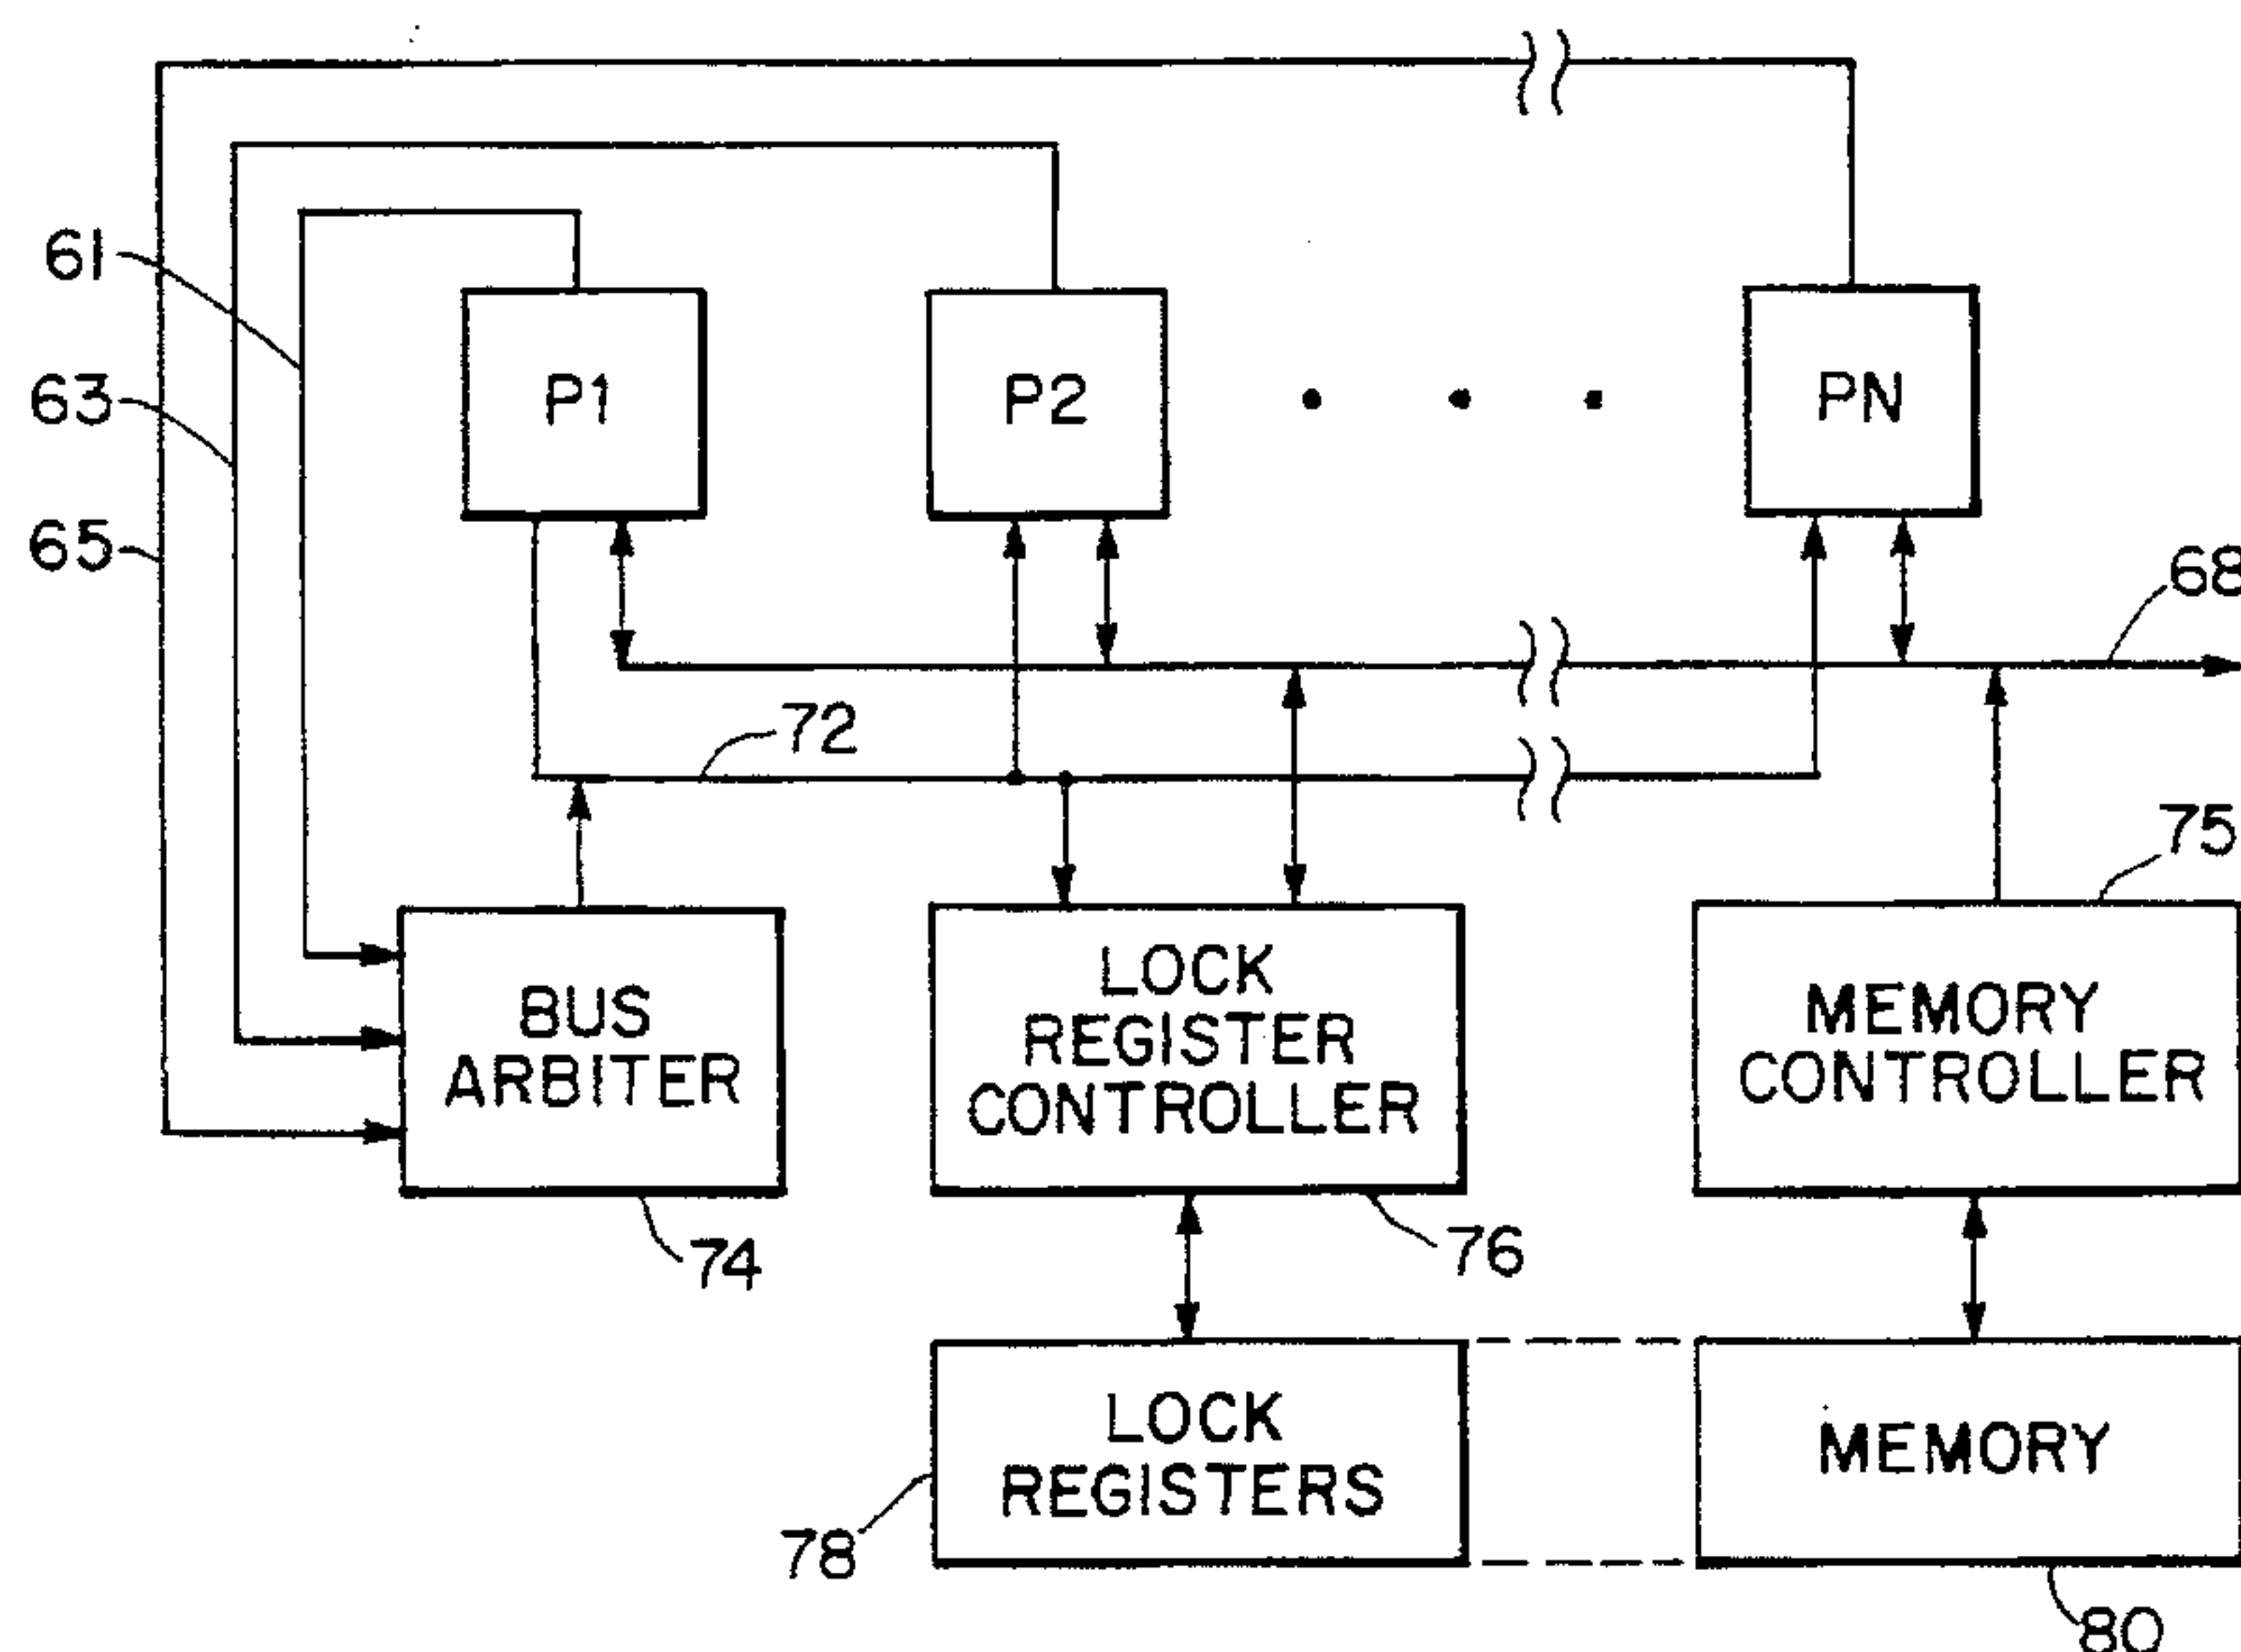 61
63
65
P1
P2
PN
68
72
75
BUS
ARBITER
LOCK
REGISTER
CONTROLLER
MEMORY
CONTROLLER
74
76
LOCK
REGISTERS
MEMORY
78
80